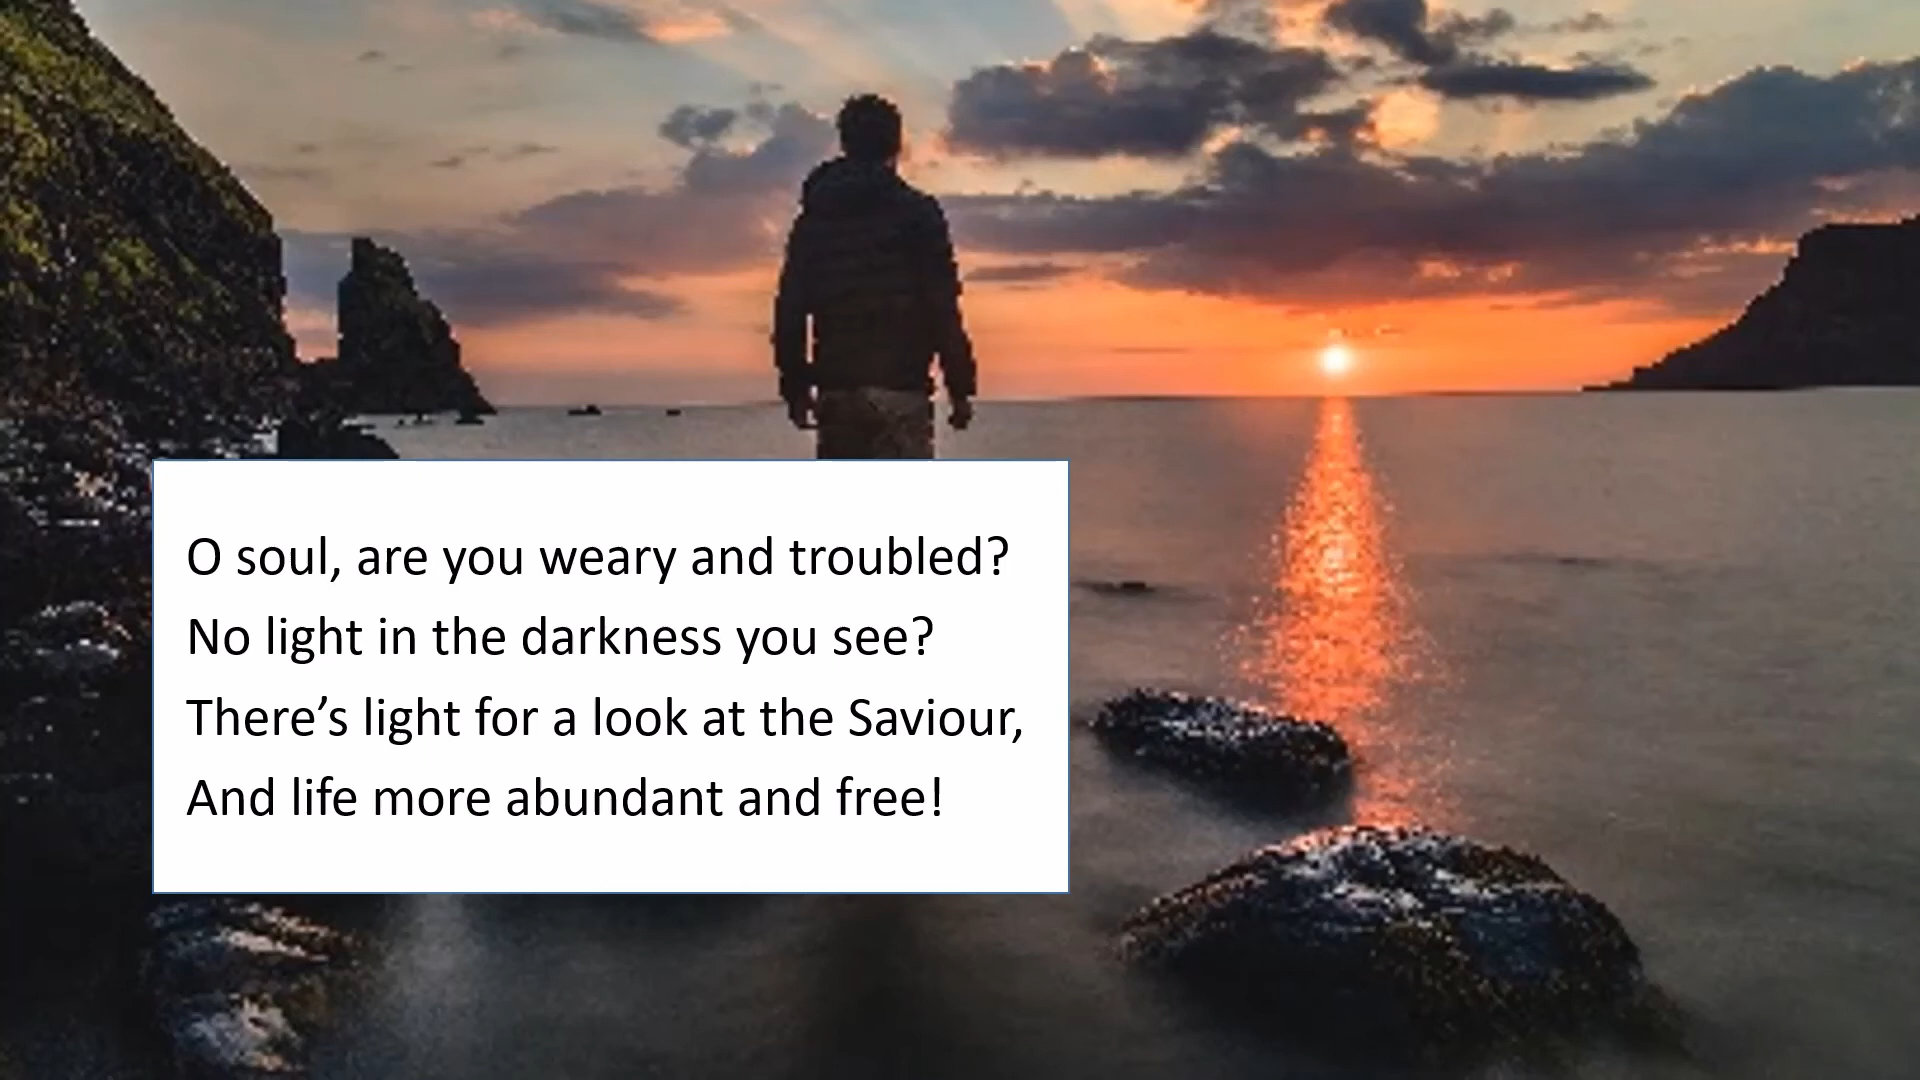 O soul, are you weary and troubled?
No light in the darkness you see?
There’s light for a look at the Saviour,
And life more abundant and free!